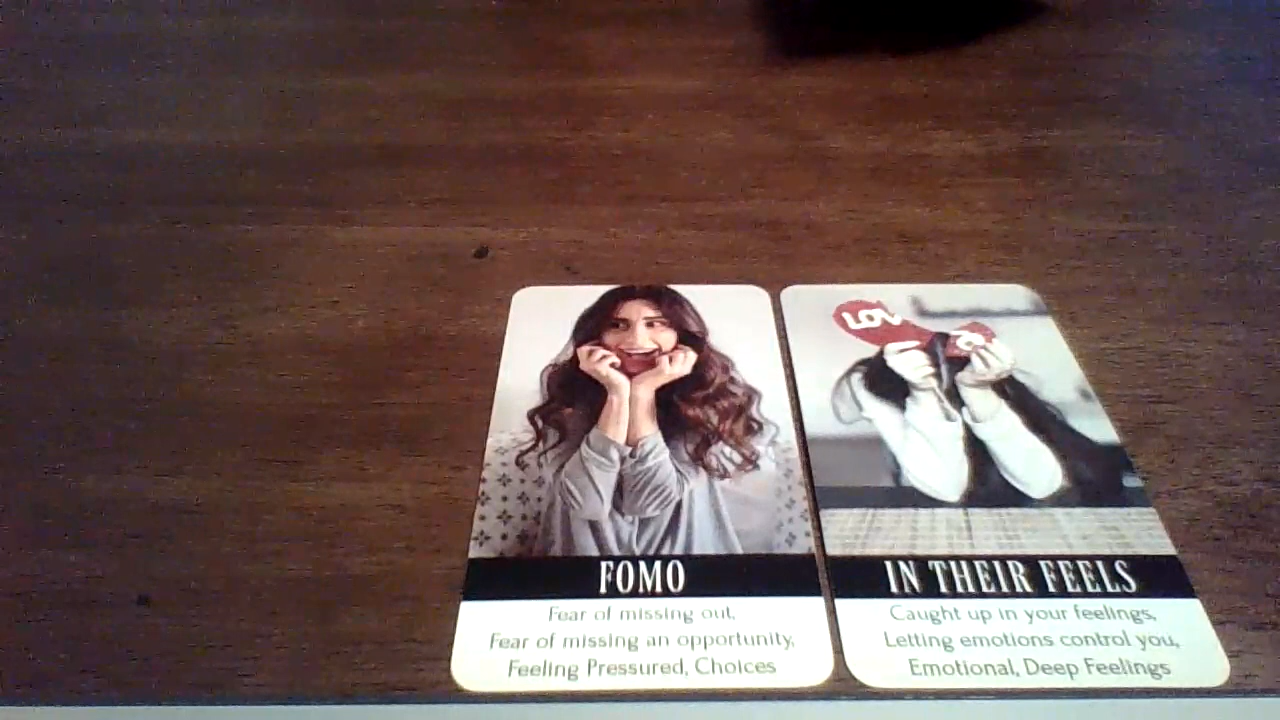 LOV
FOMO
Fear of missing out,
Fear of missing an opportunity,
Feeling Pressured, Choices
IN THEIR FEELS
Caught up in your feelings,
Letting emotions control you,
Emotional, Deep Feelings